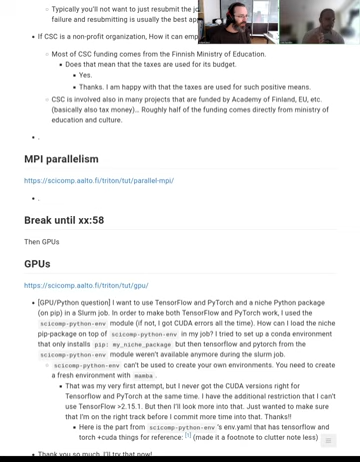 Typically you'll not want to just resubmit the jo
failure and resubmitting is usually the best ap
If CSC is a non-profit organization, How it can emp
Most of CSC funding comes from the Finnish Ministry of Education.
Does that mean that the taxes are used for its budget.
Yes.
Thanks. I am happy with that the taxes are used for such positive means.
CSC is involved also in many projects that are funded by Academy of Finland, EU, etc.
(basically also tax money)… Roughly half of the funding comes directly from ministry of
education and culture.
.
MPI parallelism
https://scicomp.aalto.fi/triton/tut/parallel-mpi/
.
Break until xx:58
Then GPUs
GPUs
https://scicomp.aalto.fi/triton/tut/gpu/
[GPU/Python question] I want to use TensorFlow and PyTorch and a niche Python package
(on pip) in a Slurm job. In order to make both TensorFlow and PyTorch work, I used the
scicomp-python-env module (if not, I got CUDA errors all the time). How can I load the niche
pip-package on top of scicomp-python-env in my job? I tried to set up a conda environment
that only installs pip: my_niche_package but then tensorflow and pytorch from the
scicomp-python-env module weren't available anymore during the slurm job.
scicomp-python-env can't be used to create your own environments. You need to create
a fresh environment with mamba .
That was my very first attempt, but I never got the CUDA versions right for
Tensorflow and PyTorch at the same time. I have the additional restriction that I can't
use TensorFlow >2.15.1. But then I'll look more into that. Just wanted to make sure
that I'm on the right track before I commit more time into that. Thanks!!
Here is the part from scicomp-python-env 's env.yaml that has tensorflow and
torch +cuda things for reference: [1] (made it a footnote to clutter note less)
Thank you so much, I'll try that now!